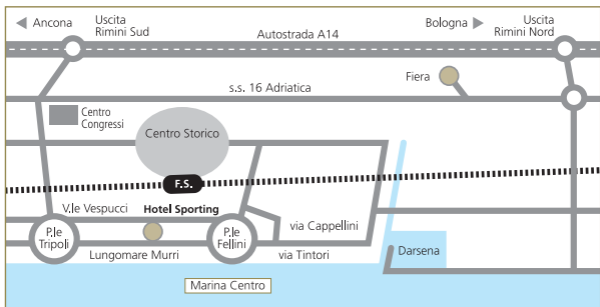 Ancona
Uscita
Rimini Sud
Autostrada A14
Bologna
Uscita
Rimini Nord
Fiera
s.s. 16 Adriatica
Centro
Congressi
Centro Storico
F.S.
V.le Vespucci
Hotel Sporting
P.le
Tripoli
P.le
Fellini
via Cappellini
Lungomare Murri
via Tintori
Darsena
Marina Centro